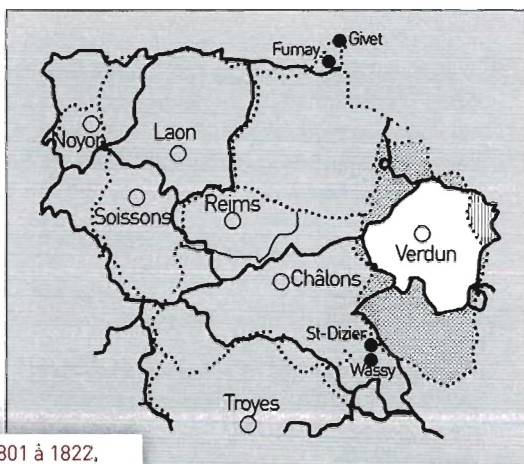 Givet
Fumay
Noyon
Laon
Soissons
Reims
Verdun
Châlons
St-Dizier
Wassy
Troyes
801 à 1822,